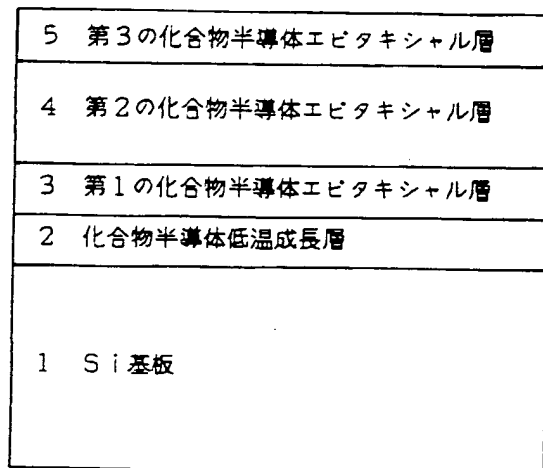 5 第3の化合物半導体エピタキシャル層
4 第2の化合物半導体エピタキシャル層
3 第1の化合物半導体エピタキシャル層
2 化合物半導体低温成長層
1 Si基板